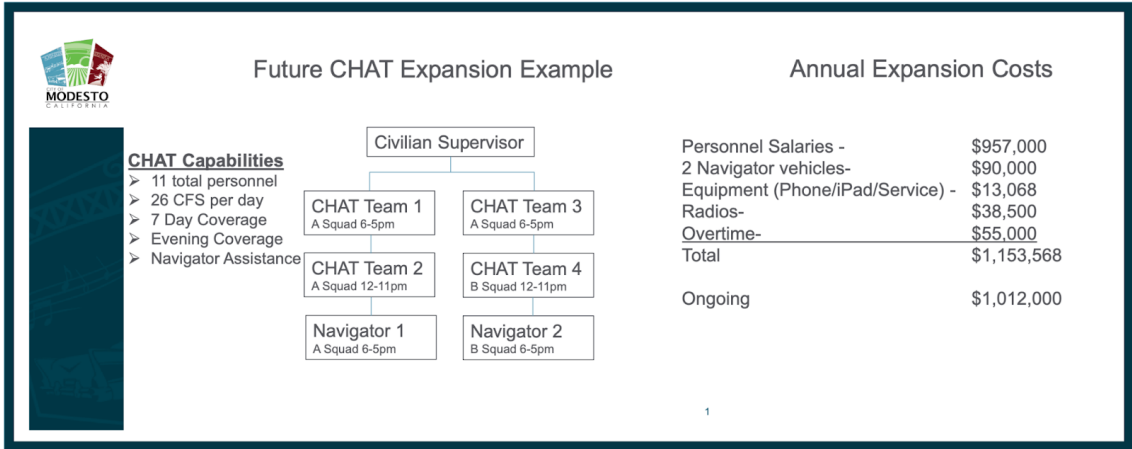 CITY OF
MODESTO
CALIFORNIA
Future CHAT Expansion Example
CHAT Capabilities
➢ 11 total personnel
➢ 26 CFS per day
➢ 7 Day Coverage
➢ Evening Coverage
➢ Navigator Assistance
Civilian Supervisor
CHAT Team 1
A Squad 6-5pm
CHAT Team 2
A Squad 12-11pm
Navigator 1
A Squad 6-5pm
CHAT Team 3
A Squad 6-5pm
CHAT Team 4
B Squad 12-11pm
Navigator 2
B Squad 6-5pm
Annual Expansion Costs
Personnel Salaries - $957,000
2 Navigator vehicles- $90,000
Equipment (Phone/iPad/Service) - $13,068
Radios- $38,500
Overtime- $55,000
Total $1,153,568
Ongoing $1,012,000
1